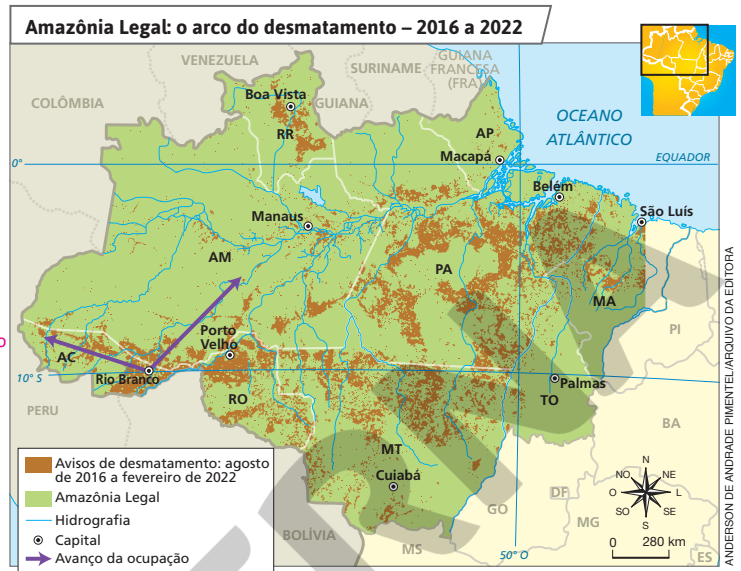 Amazônia Legal: o arco do desmatamento – 2016 a 2022
VENEZUELA
SURINAME
GUIANA
FRANCESA
(FRA)
COLÔMBIA
Boa Vista
GUIANA
RR
AP
OCEANO
ATLÂNTICO
Macapá
0°
EQUADOR
Belém
São Luís
Manaus
AM
PA
MA
PI
Porto
Velho
AC
Rio Branco
10° S
PERU
RO
Palmas
TO
BA
MT
Cuiabá
GO
DF
MG
BOLÍVIA
MS
ES
50° O
Avisos de desmatamento: agosto
de 2016 a fevereiro de 2022
Amazônia Legal
Hidrografia
Capital
Avanço da ocupação
N
NO
NE
O
L
SO
SE
S
0 280 km
ANDERSON DE ANDRADE PIMENTEL/ARQUIVO DA EDITORA